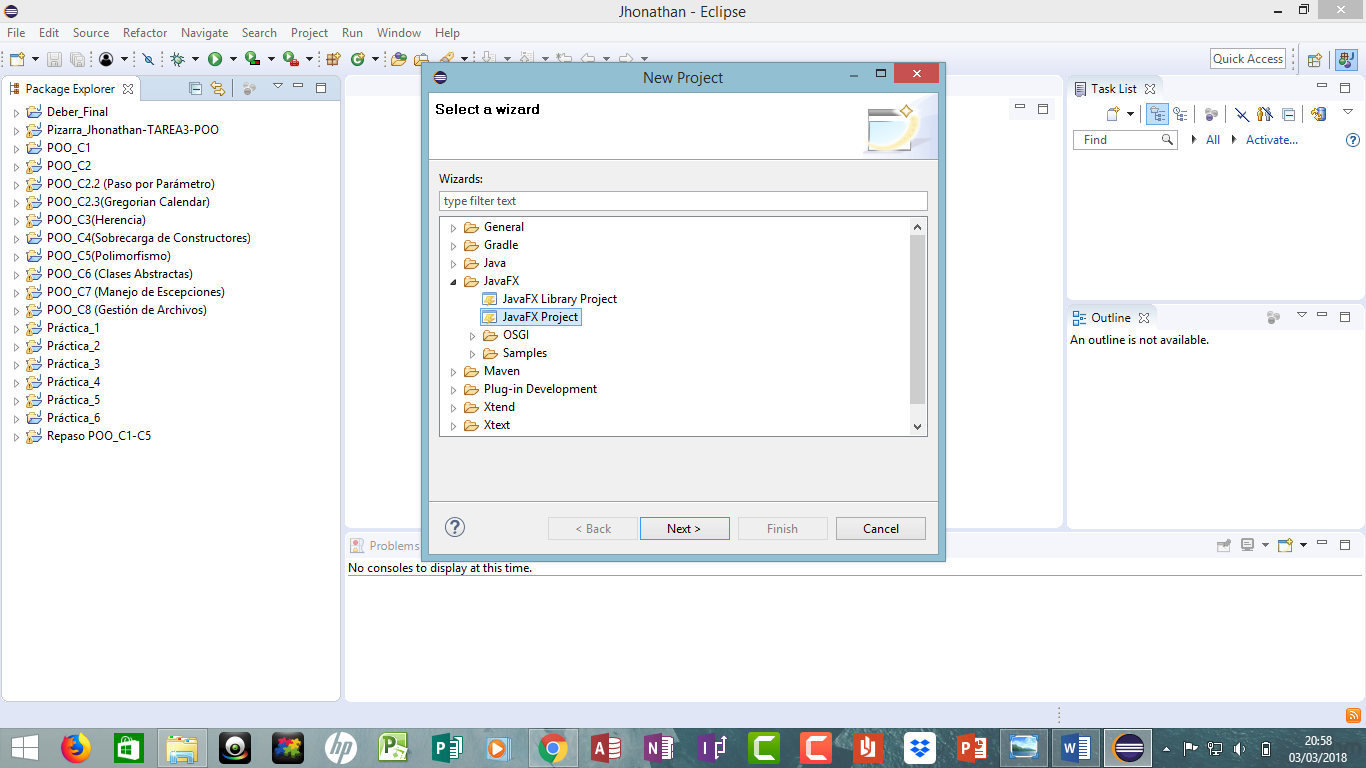 Jhonathan - Eclipse
File Edit Source Refactor Navigate Search Project Run Window Help
Quick Access
Package Explorer
Deber_Final
Pizarra_Jhonathan-TAREA3-POO
POO_C1
POO_C2
POO_C2.2 (Paso por Parámetro)
POO_C2.3(Gregorian Calendar)
POO_C3(Herencia)
POO_C4(Sobrecarga de Constructores)
POO_C5(Polimorfismo)
POO_C6 (Clases Abstractas)
POO_C7 (Manejo de Escepciones)
POO_C8 (Gestión de Archivos)
Práctica_1
Práctica_2
Práctica_3
Práctica_4
Práctica_5
Práctica_6
Repaso POO_C1-C5
New Project
Select a wizard
Wizards:
type filter text
General
Gradle
Java
JavaFX
JavaFX Library Project
JavaFX Project
OSGI
Samples
Maven
Plug-in Development
Xtend
Xtext
< Back Next > Finish Cancel
Task List
Find All Activate...
Outline
An outline is not available.
Problems
No consoles to display at this time.
20:58
03/03/2018